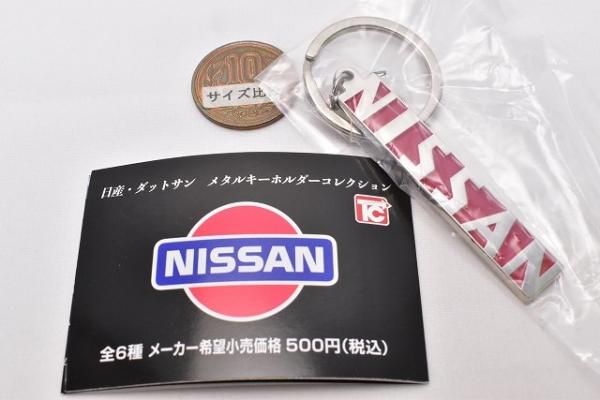 10
サイズ比
NISSAN
日産・ダットサン メタルキーホルダーコレクション
TC
NISSAN
全6種 メーカー希望小売価格 500円(税込)